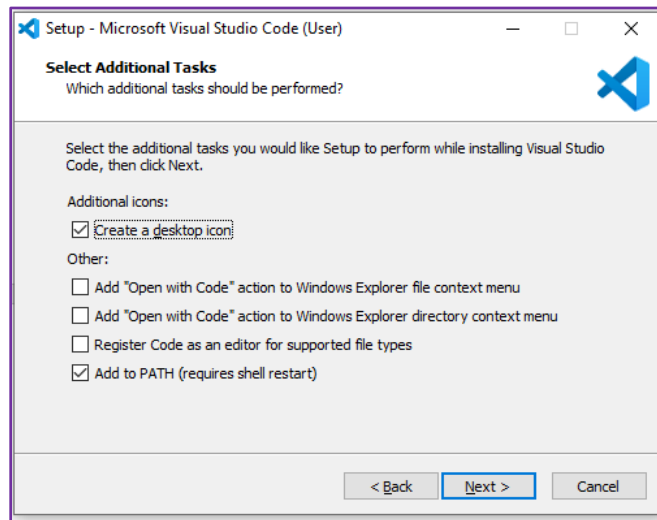 Setup - Microsoft Visual Studio Code (User)
Select Additional Tasks
Which additional tasks should be performed?
Select the additional tasks you would like Setup to perform while installing Visual Studio
Code, then click Next.
Additional icons:
Create a desktop icon
Other:
Add "Open with Code" action to Windows Explorer file context menu
Add "Open with Code" action to Windows Explorer directory context menu
Register Code as an editor for supported file types
Add to PATH (requires shell restart)
< Back Next > Cancel